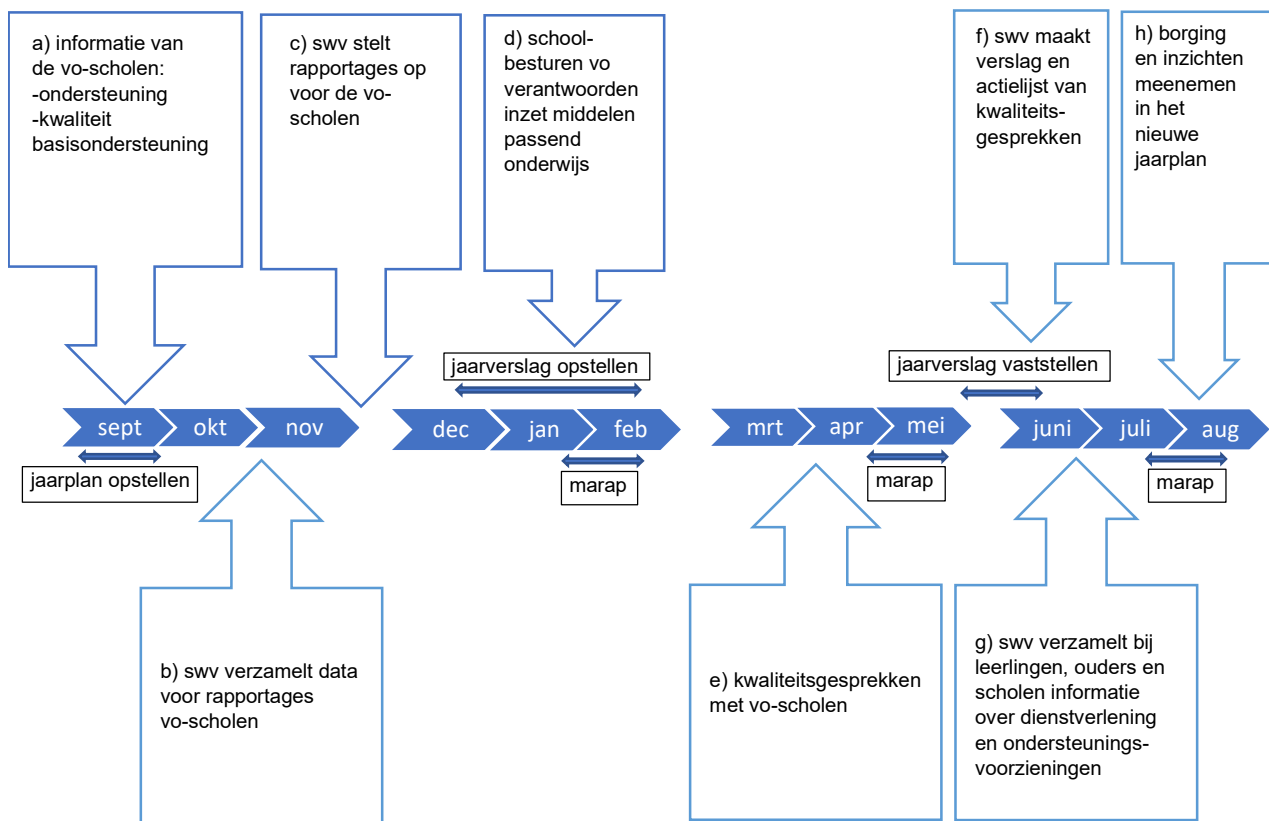 a) informatie van
de vo-scholen:
-ondersteuning
-kwaliteit
basisondersteuning
c) swv stelt
rapportages op
voor de vo-
scholen
d) school-
besturen vo
verantwoorden
inzet middelen
passend
onderwijs
f) swv maakt
verslag en
actielijst van
kwaliteits-
gesprekken
h) borging
en inzichten
meenemen
in het
nieuwe
jaarplan
jaarverslag opstellen
jaarverslag vaststellen
sept
okt
nov
dec
jan
feb
mrt
apr
mei
juni
juli
aug
jaarplan opstellen
marap
marap
marap
b) swv verzamelt data
voor rapportages
vo-scholen
e) kwaliteitsgesprekken
met vo-scholen
g) swv verzamelt bij
leerlingen, ouders en
scholen informatie
over dienstverlening
en ondersteunings-
voorzieningen